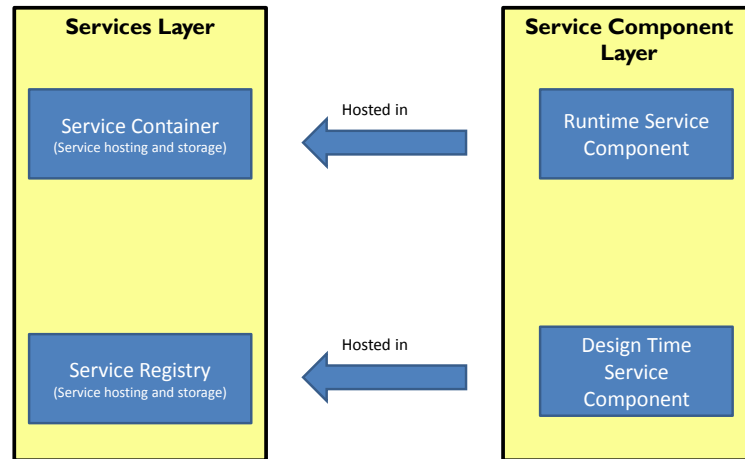 Services Layer
Service Container
(Service hosting and storage)
Service Registry
(Service hosting and storage)
Hosted in
Hosted in
Service Component
Layer
Runtime Service
Component
Design Time
Service
Component